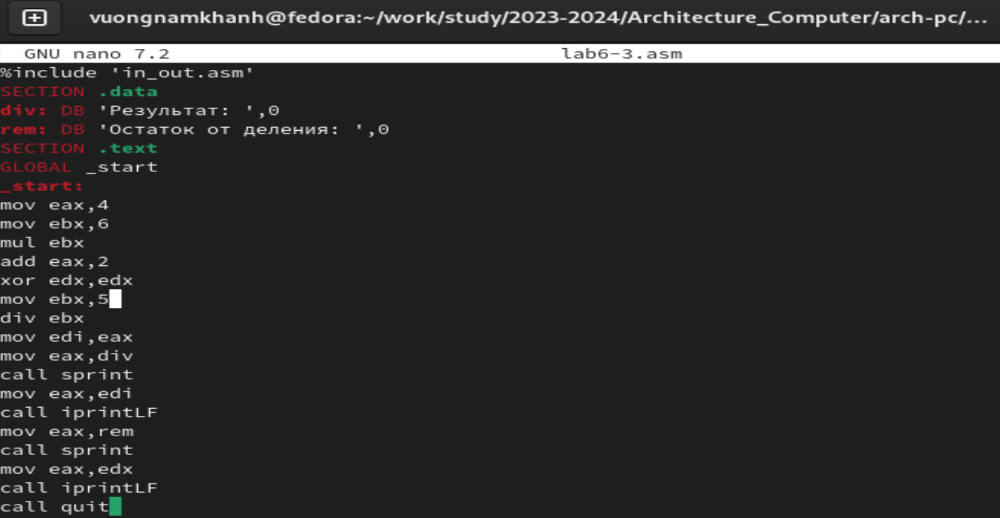 vuongnamkhanh@fedora:~/work/study/2023-2024/Architecture_Computer/arch-pc/...
GNU nano 7.2 lab6-3.asm
%include 'in_out.asm'
SECTION .data
div: DB 'Результат: ',0
rem: DB 'Остаток от деления: ',0
SECTION .text
GLOBAL _start
_start:
mov eax,4
mov ebx,6
mul ebx
add eax,2
xor edx,edx
mov ebx,5
div ebx
mov edi,eax
mov eax,div
call sprint
mov eax,edi
call iprintLF
mov eax,rem
call sprint
mov eax,edx
call iprintLF
call quit